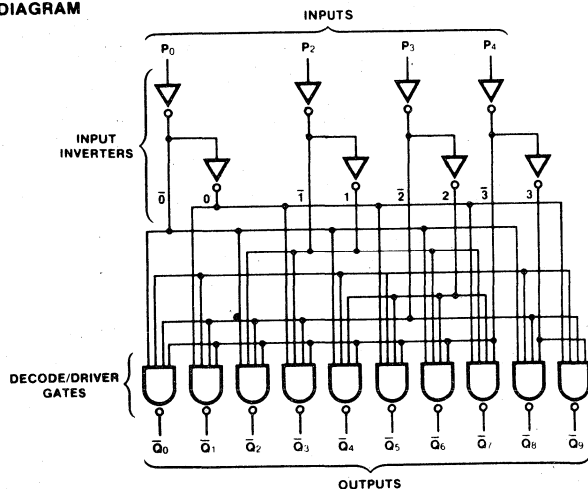 DIAGRAM
INPUTS
P0 P2 P3 P4
INPUT
INVERTERS
0̅ 0 1̅ 1 2̅ 2 3̅ 3
DECODE/DRIVER
GATES
Q̅0 Q̅1 Q̅2 Q̅3 Q̅4 Q̅5 Q̅6 Q̅7 Q̅8 Q̅9
OUTPUTS